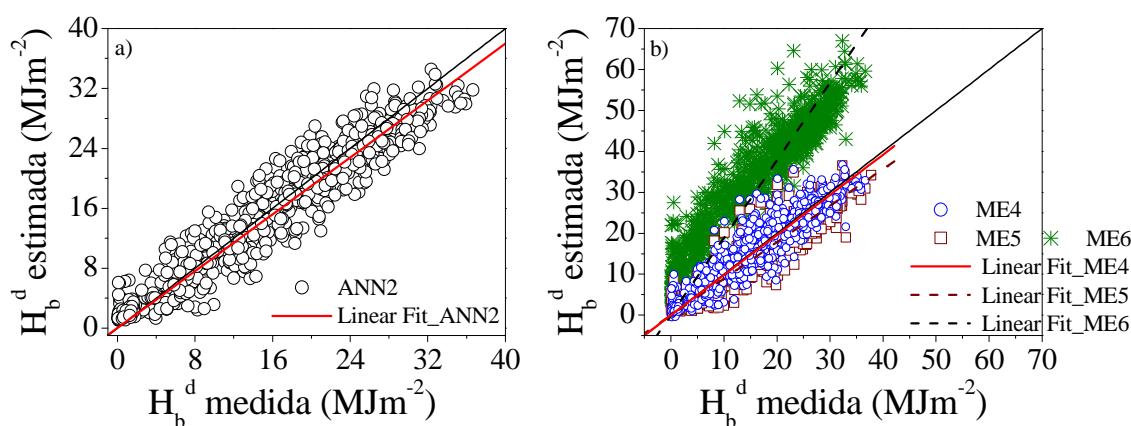 a)
H_b^d estimada (MJm^-2)
40
32
24
16
8
0
ANN2
Linear Fit_ANN2
0 8 16 24 32 40
H_b^d medida (MJm^-2)
b)
H_b^d estimada (MJm^-2)
70
60
50
40
30
20
10
0
ME4
ME5 ME6
Linear Fit_ME4
Linear Fit_ME5
Linear Fit_ME6
0 10 20 30 40 50 60 70
H_b^d medida (MJm^-2)